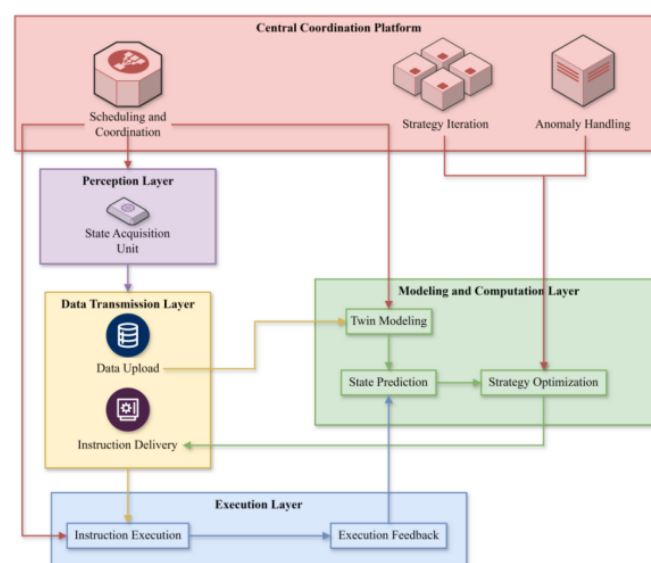 Central Coordination Platform
Scheduling and
Coordination
Strategy Iteration
Anomaly Handling
Perception Layer
State Acquisition
Unit
Data Transmission Layer
Data Upload
Instruction Delivery
Modeling and Computation Layer
Twin Modeling
State Prediction
Strategy Optimization
Execution Layer
Instruction Execution
Execution Feedback